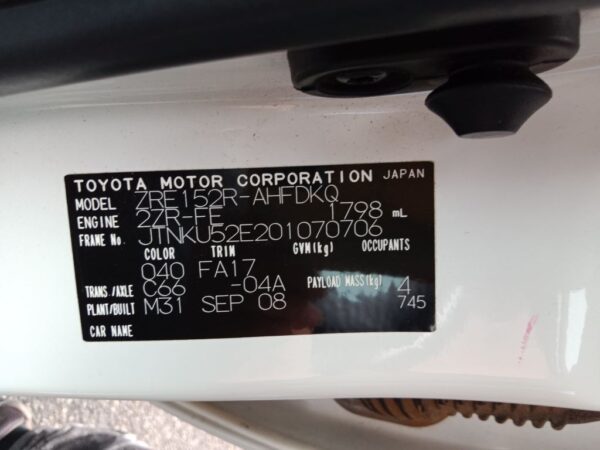 TOYOTA MOTOR CORPORATION JAPAN
MODEL ZRE152R-AHFDKQ
ENGINE 2ZR-FE 1798 mL
FRAME No. JTNKU52E201070706
COLOR TRIM GVM(kg) OCCUPANTS
040 FA17
TRANS./AXLE C66 -04A PAYLOAD MASS(kg) 4
PLANT/BUILT M31 SEP 08 745
CAR NAME